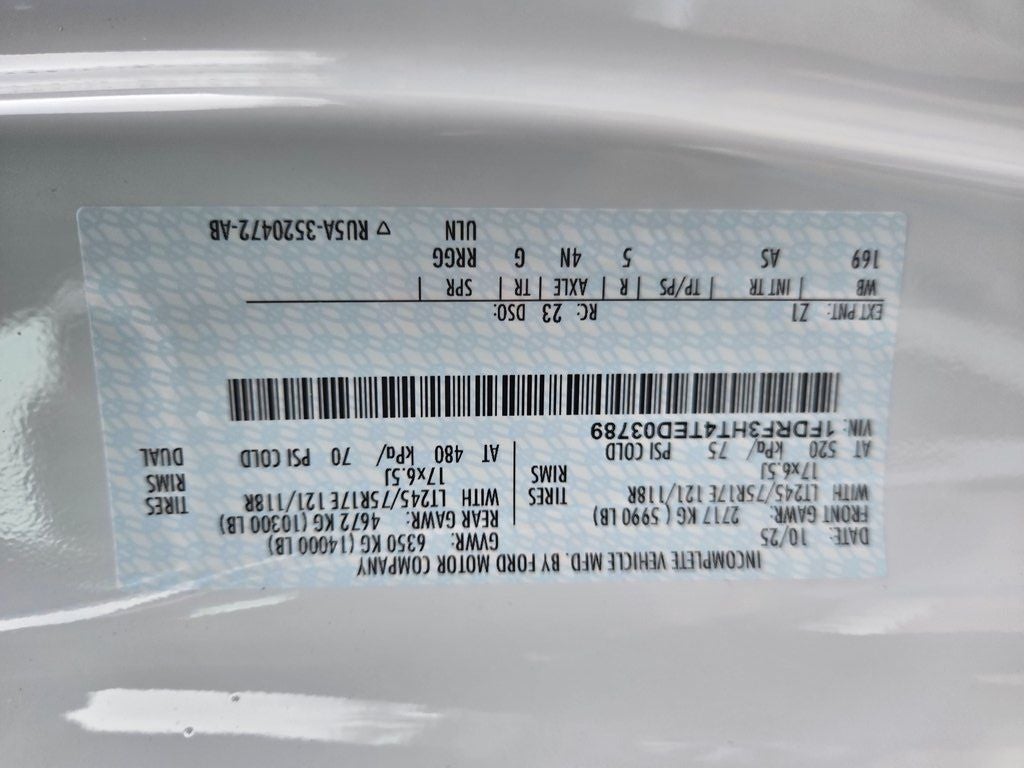 INCOMPLETE VEHICLE MFD. BY FORD MOTOR COMPANY
DATE: 10/25 GVWR: 6350 KG (14000 LB)
FRONT GAWR: 2717 KG (5990 LB) REAR GAWR: 4672 KG (10300 LB)
WITH LT245/75R17E 121/118R TIRES WITH LT245/75R17E 121/118R TIRES
17x6.5J RIMS 17x6.5J RIMS
AT 520 kPa/ 75 PSI COLD AT 480 kPa/ 70 PSI COLD DUAL
VIN: 1FDRF3HT4TED03789
EXT PNT: Z1 RC: 23 DSO:
WB | INT TR | TP/PS | R | AXLE | TR | SPR |
169 AS 5 4N G RRGG
ULN ▽ RU5A-3520472-AB